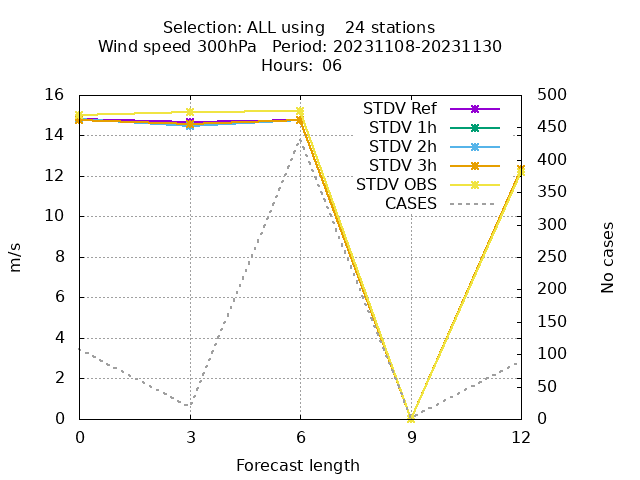 Selection: ALL using    24 stations
Wind speed 300hPa   Period: 20231108-20231130
Hours: 06
16
14
12
10
8
6
4
2
0
500
450
400
350
300
250
200
150
100
50
0
m/s
No cases
STDV Ref
STDV 1h
STDV 2h
STDV 3h
STDV OBS
CASES
0 3 6 9 12
Forecast length